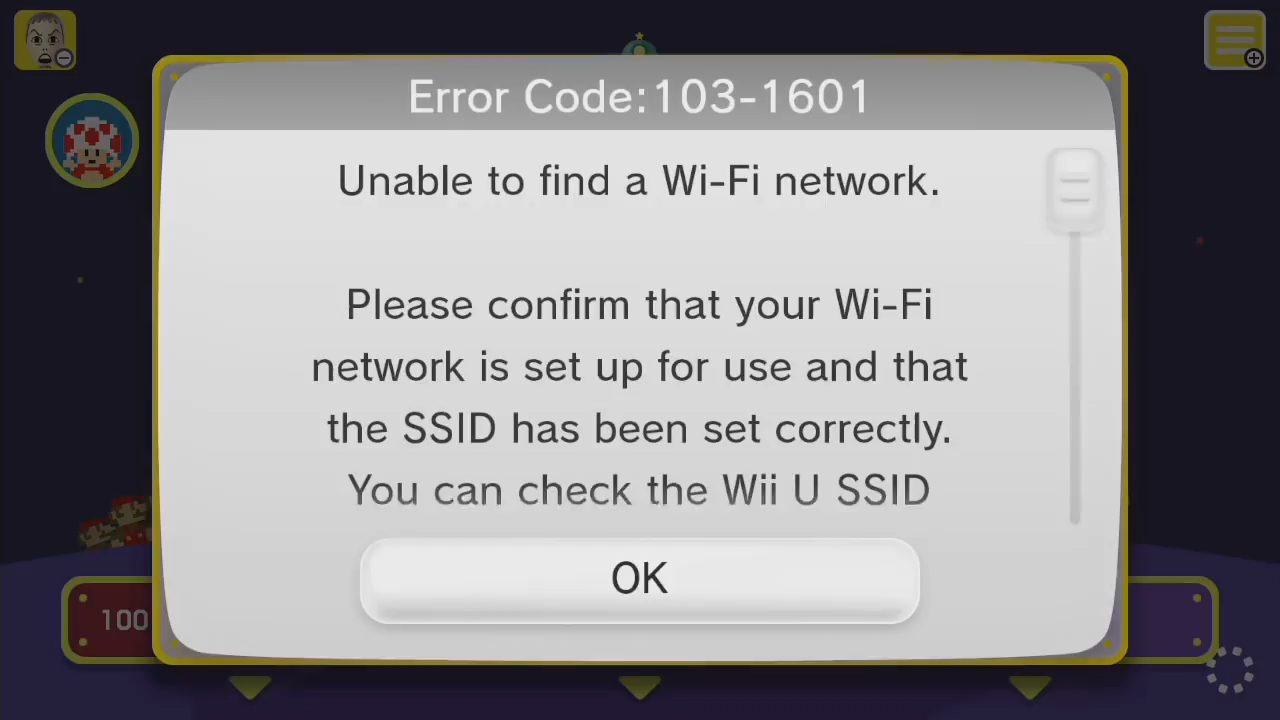 Error Code:103-1601
Unable to find a Wi-Fi network.
Please confirm that your Wi-Fi
network is set up for use and that
the SSID has been set correctly.
You can check the Wii U SSID
OK
100